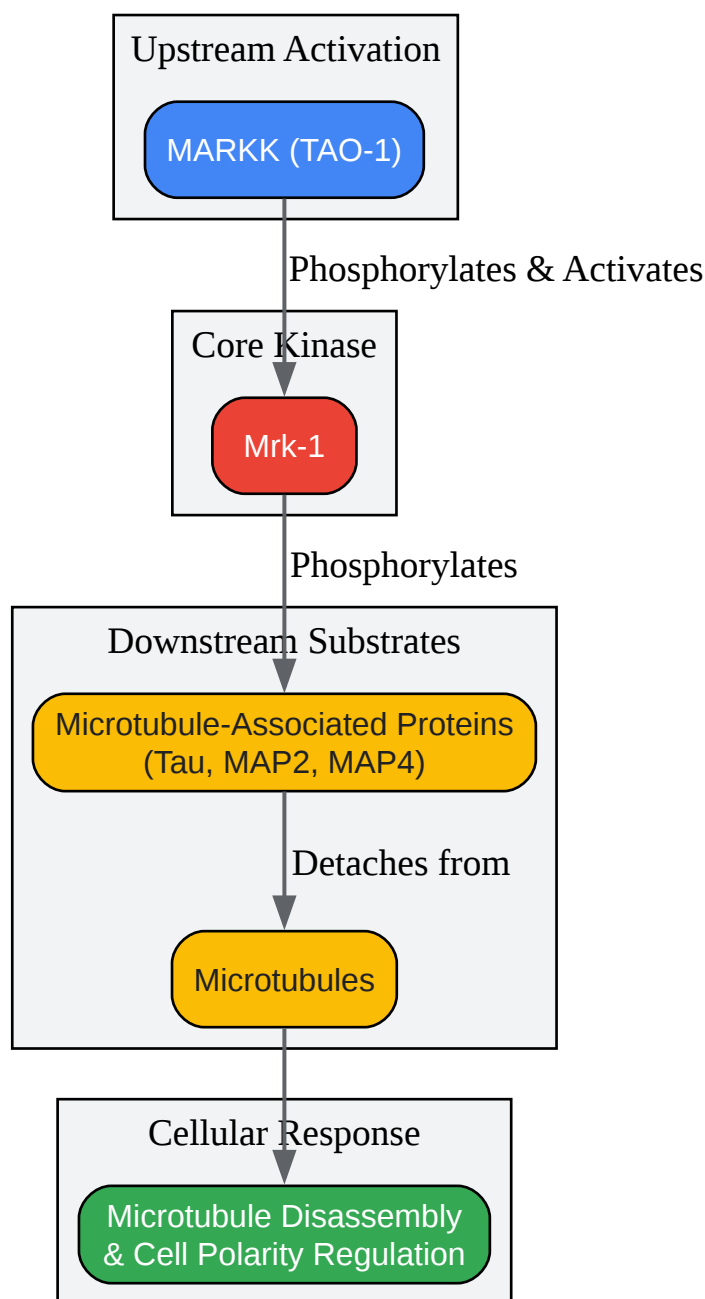 Upstream Activation
MARKK (TAO-1)
Phosphorylates & Activates
Core Kinase
Mrk-1
Phosphorylates
Downstream Substrates
Microtubule-Associated Proteins
(Tau, MAP2, MAP4)
Detaches from
Microtubules
Cellular Response
Microtubule Disassembly
& Cell Polarity Regulation